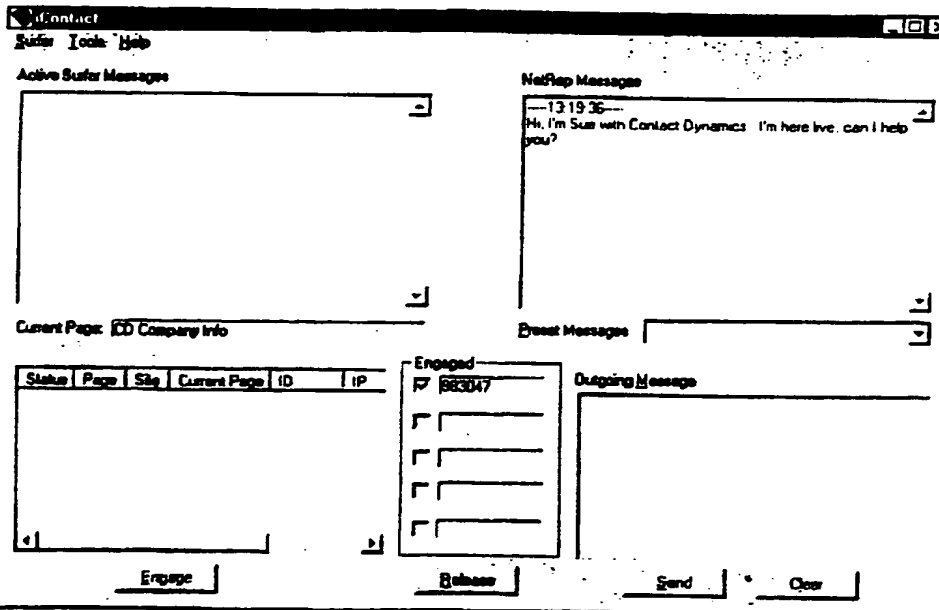 iContact
Surfer Tools Help
Active Surfer Messages
NetRep Messages
----13:19:36----
Hi, I'm Sue with Contact Dynamics I'm here live, can I help
you?
Current Page: CD Company Info
Preset Messages
Status Page Site Current Page ID IP
Engaged
983047
Outgoing Message
Engage
Release
Send
Clear